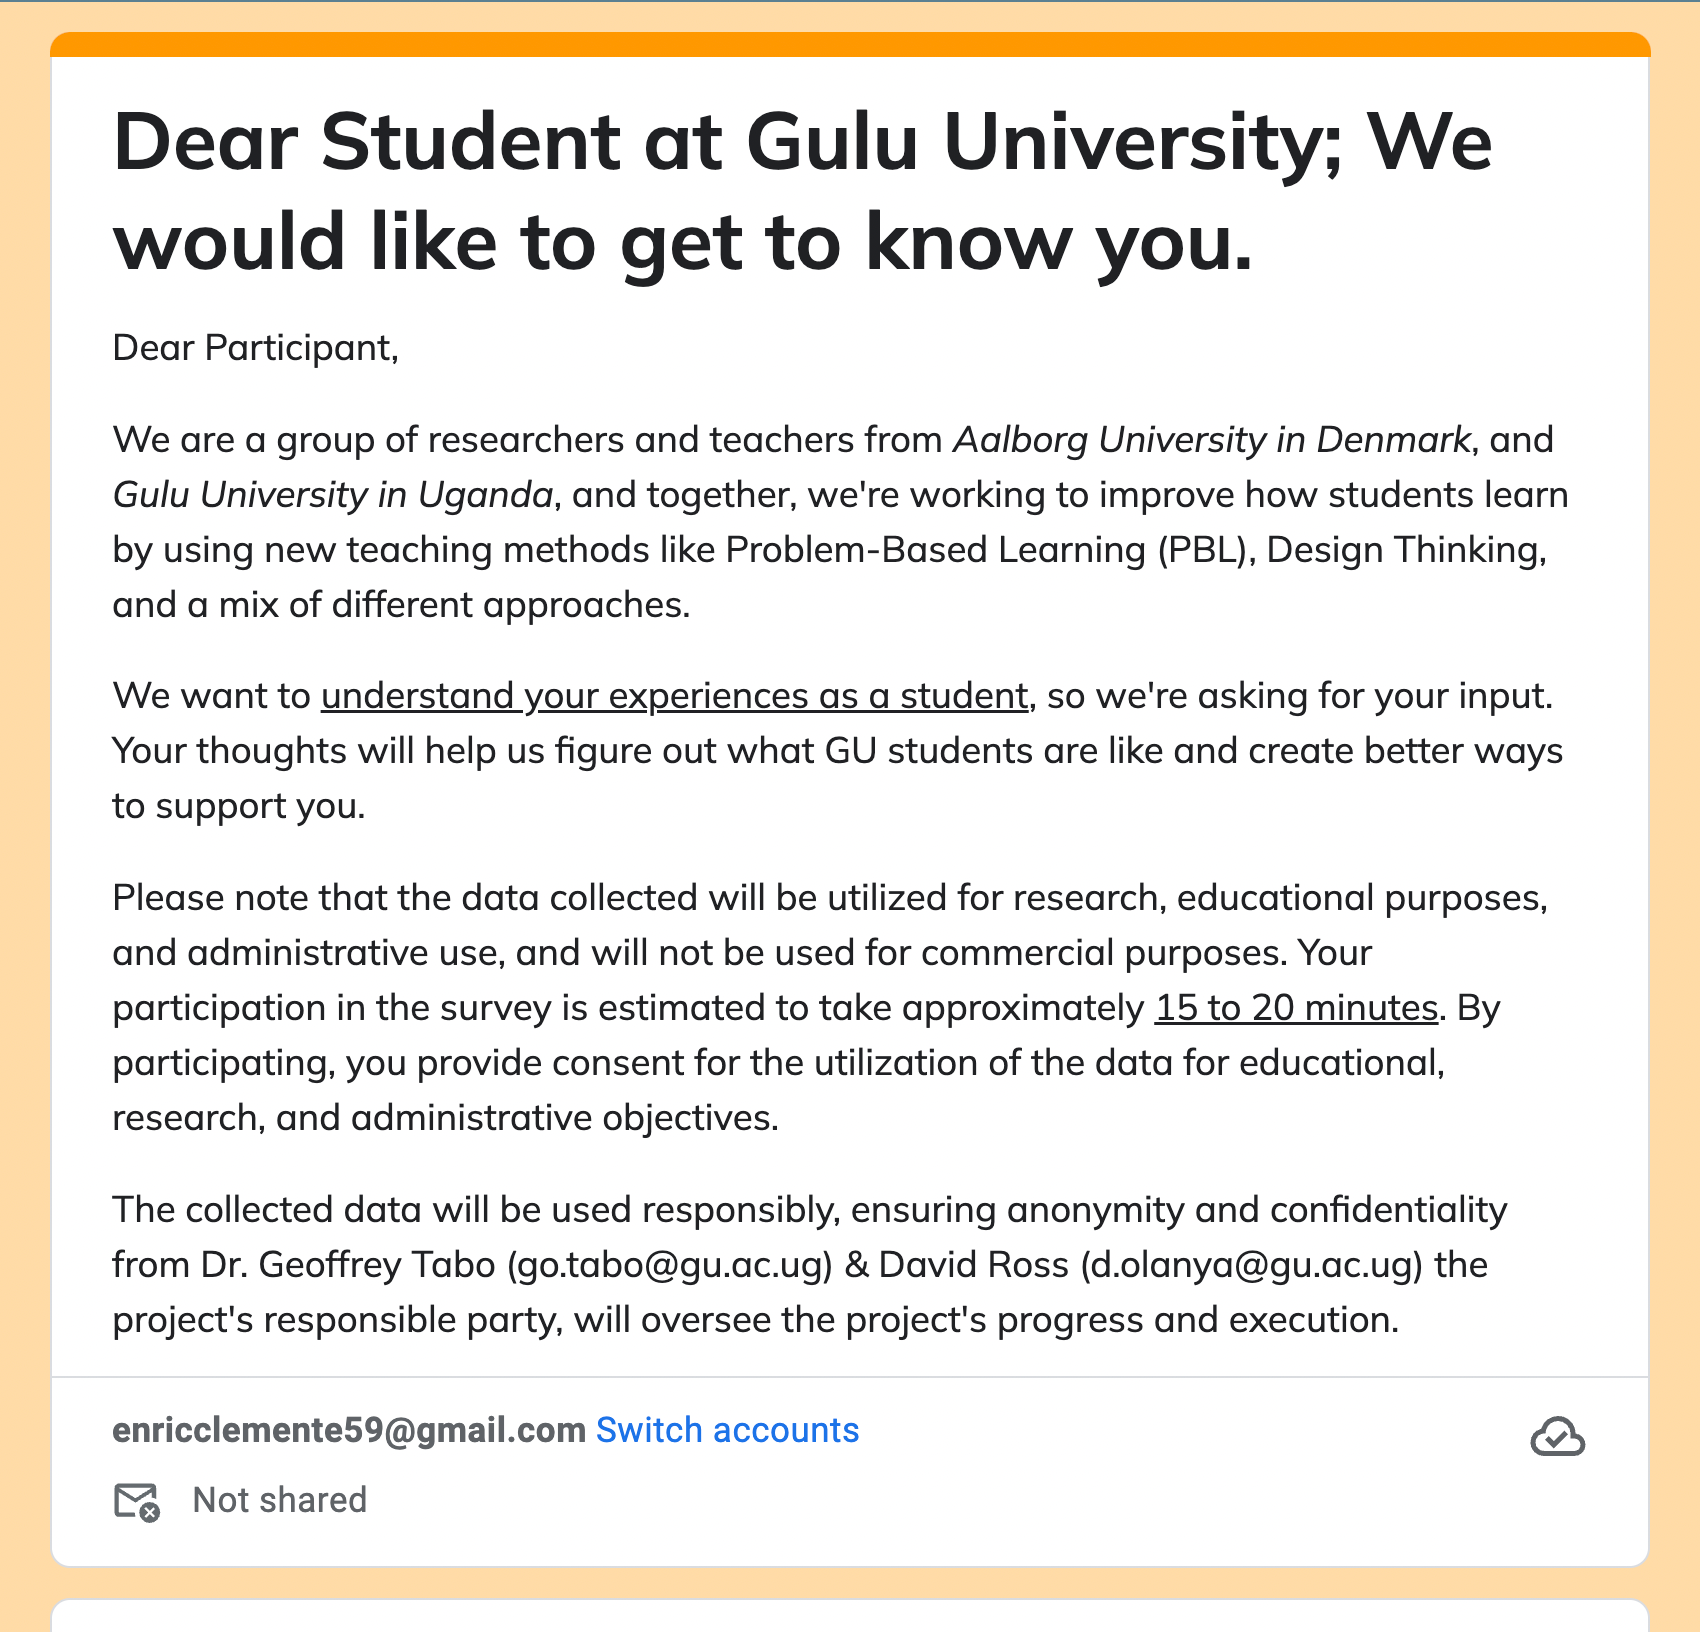 Dear Student at Gulu University; We
would like to get to know you.
Dear Participant,
We are a group of researchers and teachers from Aalborg University in Denmark, and
Gulu University in Uganda, and together, we're working to improve how students learn
by using new teaching methods like Problem-Based Learning (PBL), Design Thinking,
and a mix of different approaches.
We want to understand your experiences as a student, so we're asking for your input.
Your thoughts will help us figure out what GU students are like and create better ways
to support you.
Please note that the data collected will be utilized for research, educational purposes,
and administrative use, and will not be used for commercial purposes. Your
participation in the survey is estimated to take approximately 15 to 20 minutes. By
participating, you provide consent for the utilization of the data for educational,
research, and administrative objectives.
The collected data will be used responsibly, ensuring anonymity and confidentiality
from Dr. Geoffrey Tabo (go.tabo@gu.ac.ug) & David Ross (d.olanya@gu.ac.ug) the
project's responsible party, will oversee the project's progress and execution.
enricclemente59@gmail.com Switch accounts
Not shared